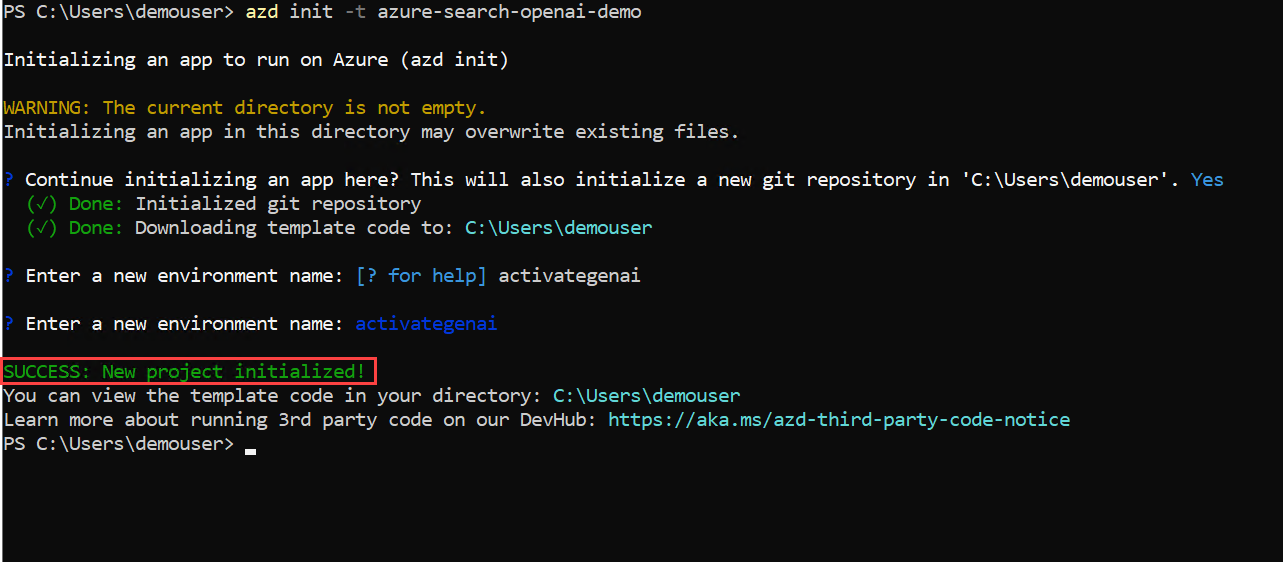 PS C:\Users\demouser> azd init -t azure-search-openai-demo
Initializing an app to run on Azure (azd init)
WARNING: The current directory is not empty.
Initializing an app in this directory may overwrite existing files.
? Continue initializing an app here? This will also initialize a new git repository in 'C:\Users\demouser'. Yes
(✓) Done: Initialized git repository
(✓) Done: Downloading template code to: C:\Users\demouser
? Enter a new environment name: [? for help] activategenai
? Enter a new environment name: activategenai
SUCCESS: New project initialized!
You can view the template code in your directory: C:\Users\demouser
Learn more about running 3rd party code on our DevHub: https://aka.ms/azd-third-party-code-notice
PS C:\Users\demouser>